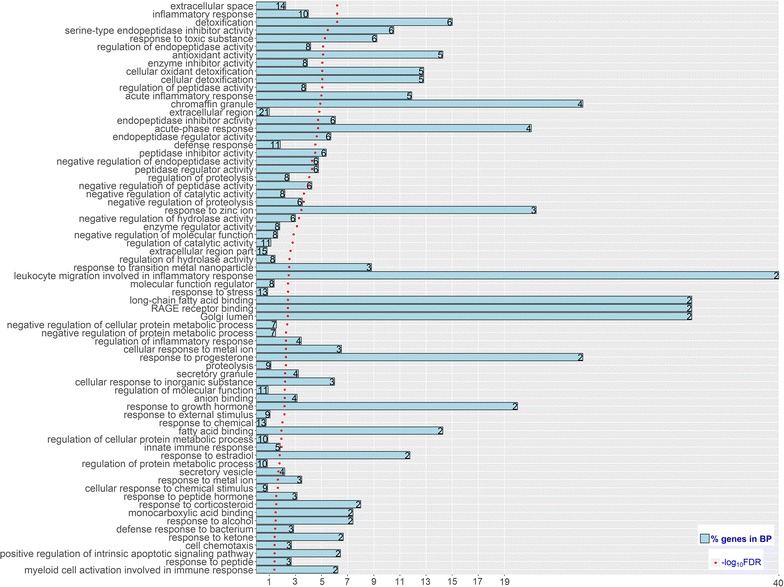 extracellular space 14
inflammatory response 10
detoxification 6
serine-type endopeptidase inhibitor activity 6
response to toxic substance 6
regulation of endopeptidase activity 8
antioxidant activity 5
enzyme inhibitor activity 8
cellular oxidant detoxification 5
cellular detoxification 5
regulation of peptidase activity 8
acute inflammatory response 5
chromaffin granule 4
extracellular region 21
endopeptidase inhibitor activity 6
acute-phase response 4
endopeptidase regulator activity 6
defense response 11
peptidase inhibitor activity 6
negative regulation of endopeptidase activity 6
peptidase regulator activity 6
regulation of proteolysis 8
negative regulation of peptidase activity 6
negative regulation of catalytic activity 8
negative regulation of proteolysis 6
response to zinc ion 3
negative regulation of hydrolase activity 6
enzyme regulator activity 8
negative regulation of molecular function 8
regulation of catalytic activity 11
extracellular region part 15
regulation of hydrolase activity 8
response to transition metal nanoparticle 3
leukocyte migration involved in inflammatory response 2
molecular function regulator 8
response to stress 13
long-chain fatty acid binding 2
RAGE receptor binding 2
Golgi lumen 2
negative regulation of cellular protein metabolic process 7
negative regulation of protein metabolic process 7
regulation of inflammatory response 4
cellular response to metal ion 3
response to progesterone 2
proteolysis 9
secretory granule 4
cellular response to inorganic substance 3
regulation of molecular function 11
anion binding 4
response to growth hormone 2
response to external stimulus 9
response to chemical 13
fatty acid binding 2
regulation of cellular protein metabolic process 10
innate immune response 5
response to estradiol 2
regulation of protein metabolic process 10
secretory vesicle 4
response to metal ion 3
cellular response to chemical stimulus 9
response to peptide hormone 3
response to corticosteroid 2
monocarboxylic acid binding 2
response to alcohol 2
defense response to bacterium 3
response to ketone 2
cell chemotaxis 3
positive regulation of intrinsic apoptotic signaling pathway 2
response to peptide 3
myeloid cell activation involved in immune response 2
% genes in BP
-log10FDR
1 3 5 7 9 11 13 15 17 19 40